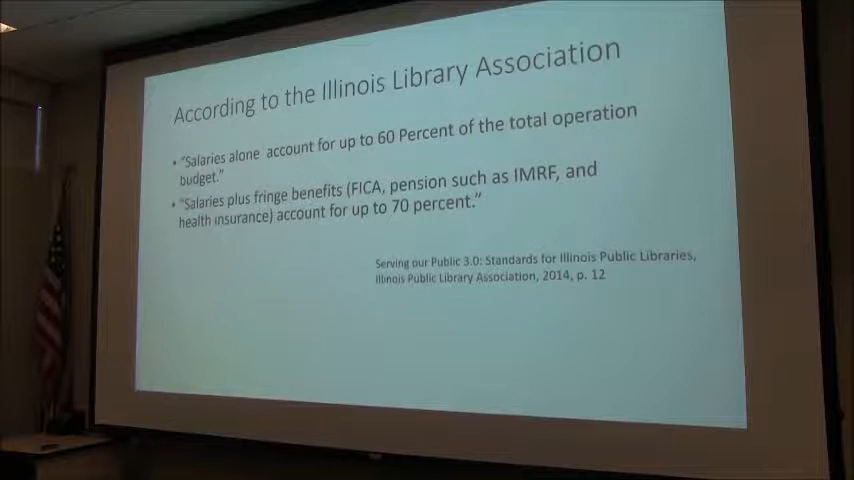 According to the Illinois Library Association
• "Salaries alone account for up to 60 Percent of the total operation
budget."
• "Salaries plus fringe benefits (FICA, pension such as IMRF, and
health insurance) account for up to 70 percent."
Serving our Public 3.0: Standards for Illinois Public Libraries,
Illinois Public Library Association, 2014, p. 12